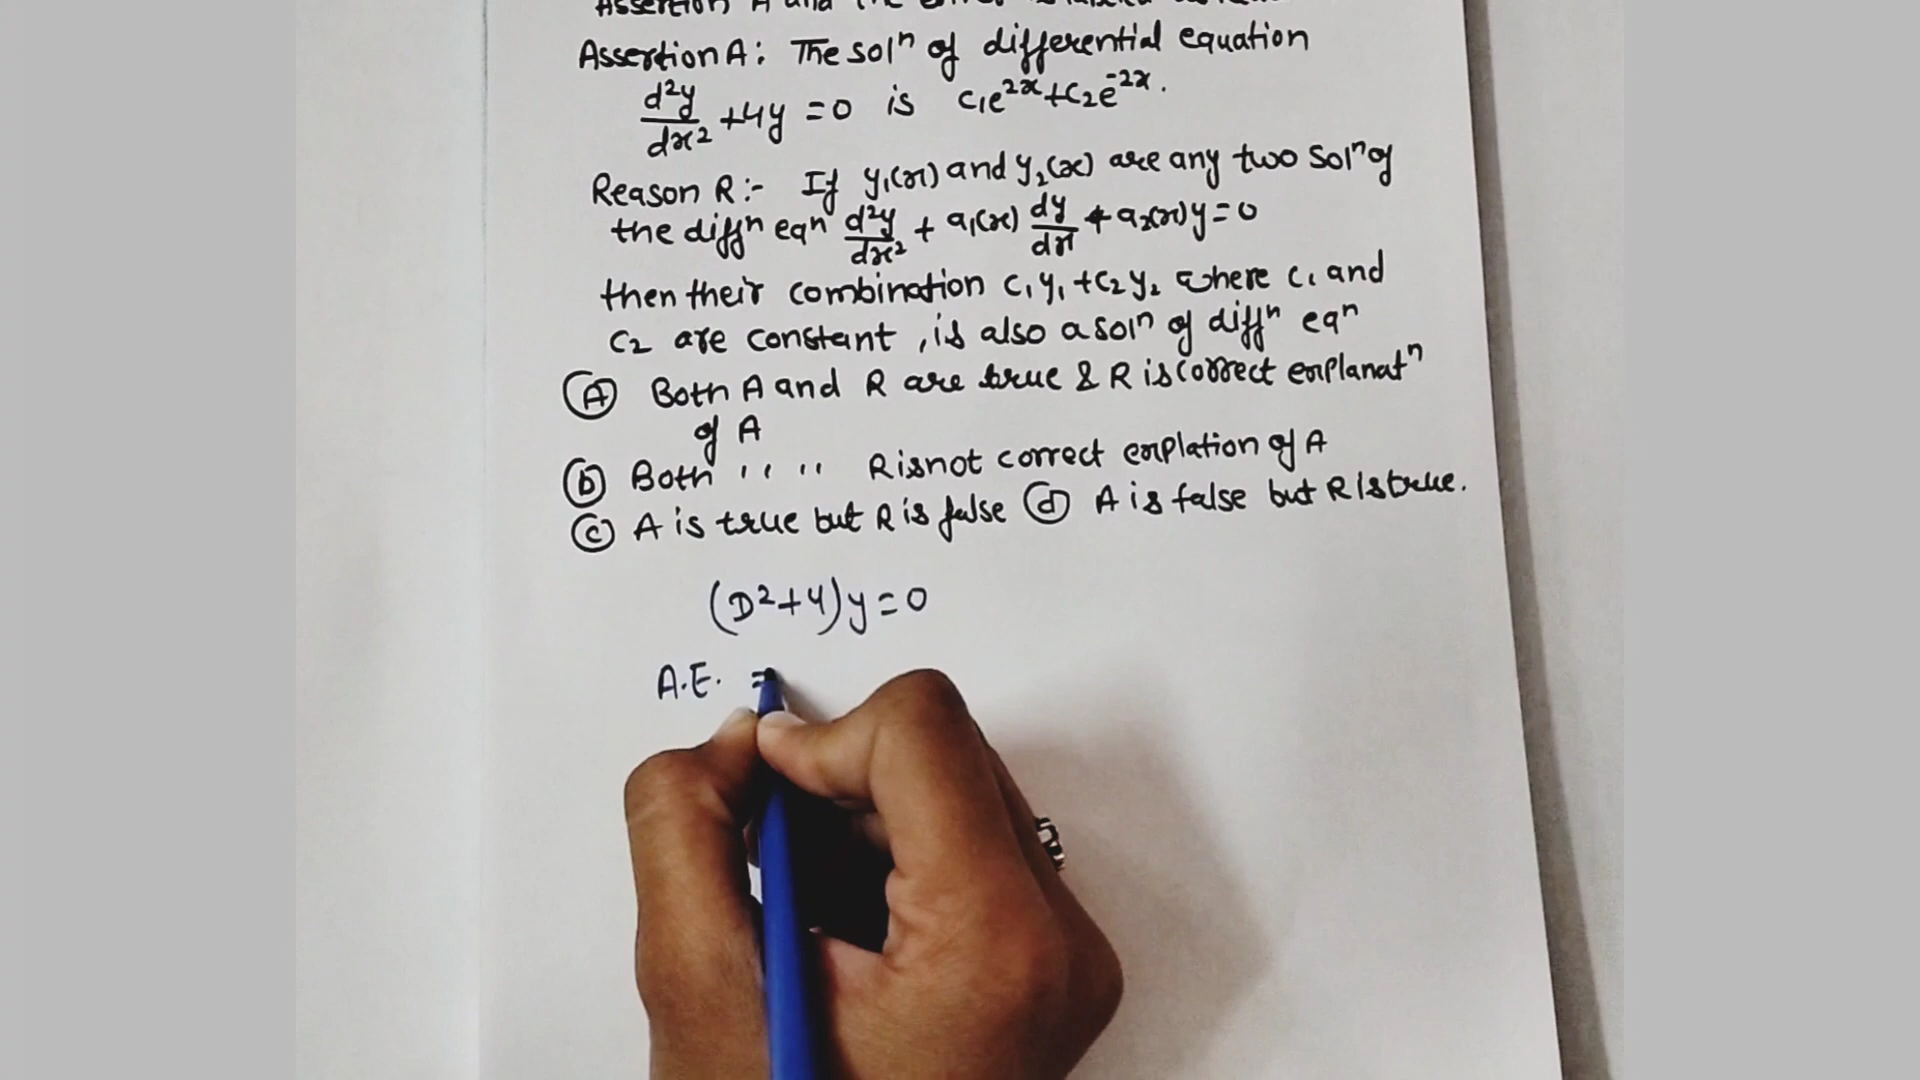 Assertion A and the
Assertion A: The solⁿ of differential equation
d²y/dx² +4y =0 is c₁e²ˣ+c₂e⁻²ˣ.
Reason R:- If y₁(x) and y₂(x) are any two solⁿ of
the diffⁿ eqⁿ d²y/dx² + a₁(x) dy/dx + a₂(x)y=0
then their combination c₁y₁+c₂y₂ where c₁ and
c₂ are constant, is also a solⁿ of diffⁿ eqⁿ
(A) Both A and R are true & R is correct explanatⁿ
of A
(b) Both " " R is not correct explation of A
(c) A is true but R is false (d) A is false but R is true.
(D²+4)y=0
A.E. =